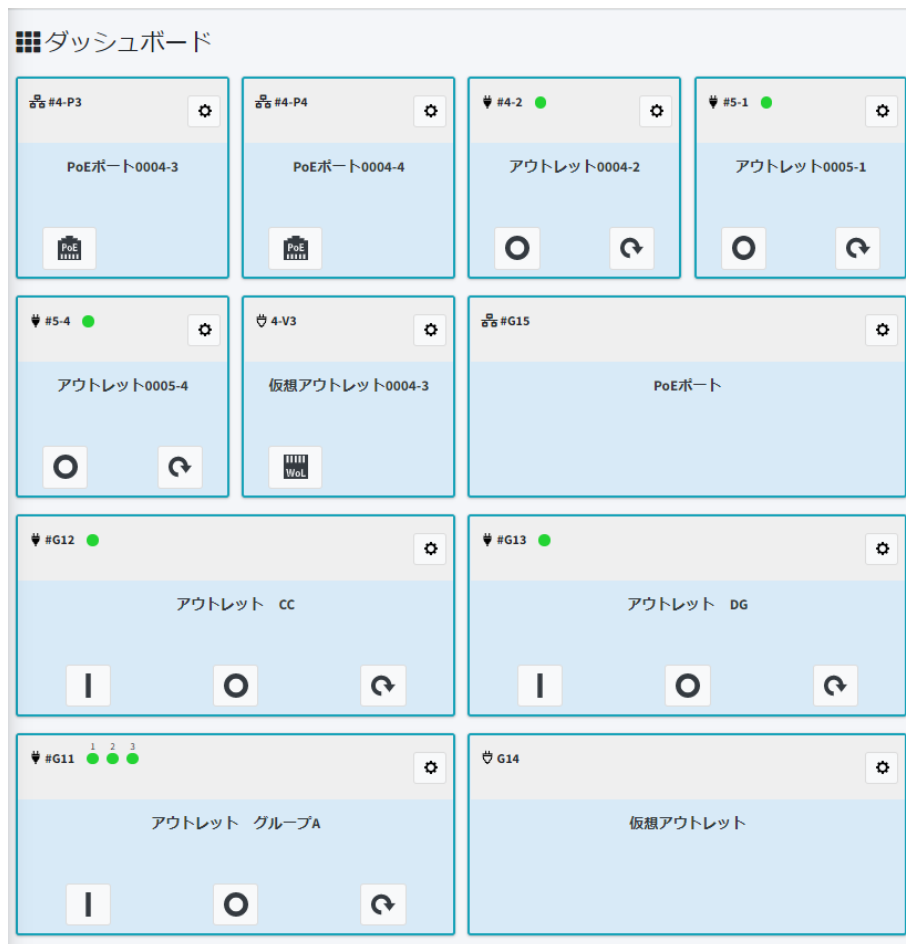 ダッシュボード
#4-P3
PoEポート0004-3
PoE
#4-P4
PoEポート0004-4
PoE
#4-2
アウトレット0004-2
#5-1
アウトレット0005-1
#5-4
アウトレット0005-4
4-V3
仮想アウトレット0004-3
WoL
#G15
PoEポート
#G12
アウトレット　CC
#G13
アウトレット　DG
#G11 1 2 3
アウトレット　グループA
G14
仮想アウトレット